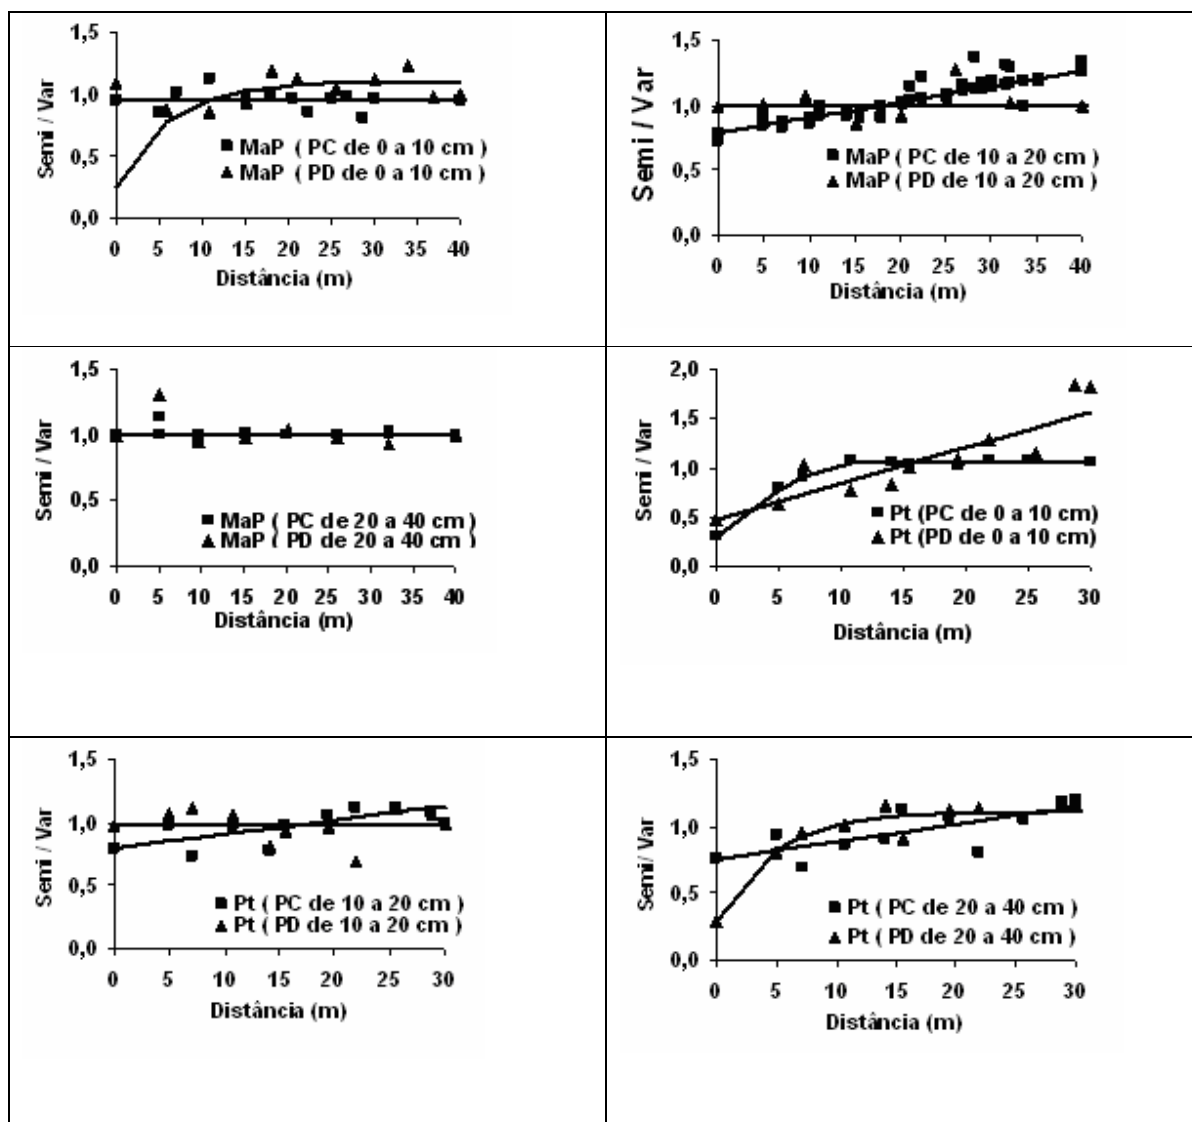 1,5
1,0
0,5
0,0
Semi / Var
■ MaP ( PC de 0 a 10 cm )
▲ MaP ( PD de 0 a 10 cm )
0 5 10 15 20 25 30 35 40
Distância (m)
1,5
1,0
0,5
0,0
Semi / Var
■ MaP ( PC de 10 a 20 cm )
▲ MaP ( PD de 10 a 20 cm )
0 5 10 15 20 25 30 35 40
Distância (m)
1,5
1,0
0,5
0,0
Semi / Var
■ MaP ( PC de 20 a 40 cm )
▲ MaP ( PD de 20 a 40 cm )
0 5 10 15 20 25 30 35 40
Distância (m)
2,0
1,5
1,0
0,5
0,0
Semi / Var
■ Pt (PC de 0 a 10 cm)
▲ Pt (PD de 0 a 10 cm)
0 5 10 15 20 25 30
Distância (m)
1,5
1,0
0,5
0,0
Semi / Var
■ Pt ( PC de 10 a 20 cm )
▲ Pt ( PD de 10 a 20 cm )
0 5 10 15 20 25 30
Distância (m)
1,5
1,0
0,5
0,0
Semi/ Var
■ Pt ( PC de 20 a 40 cm )
▲ Pt ( PD de 20 a 40 cm )
0 5 10 15 20 25 30
Distância (m)